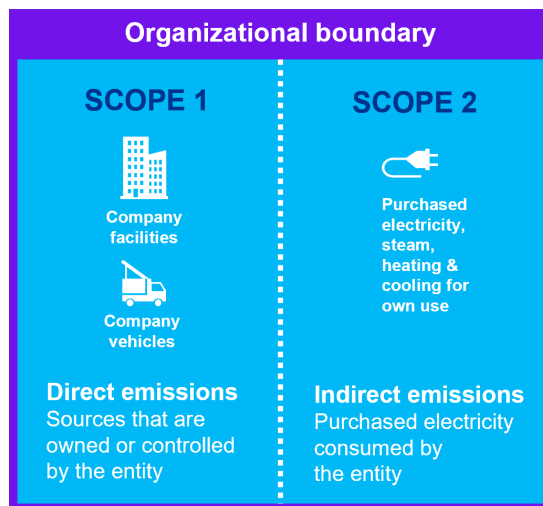 Organizational boundary
SCOPE 1
Company
facilities
Company
vehicles
Direct emissions
Sources that are
owned or controlled
by the entity
SCOPE 2
Purchased
electricity,
steam,
heating &
cooling for
own use
Indirect emissions
Purchased electricity
consumed by
the entity